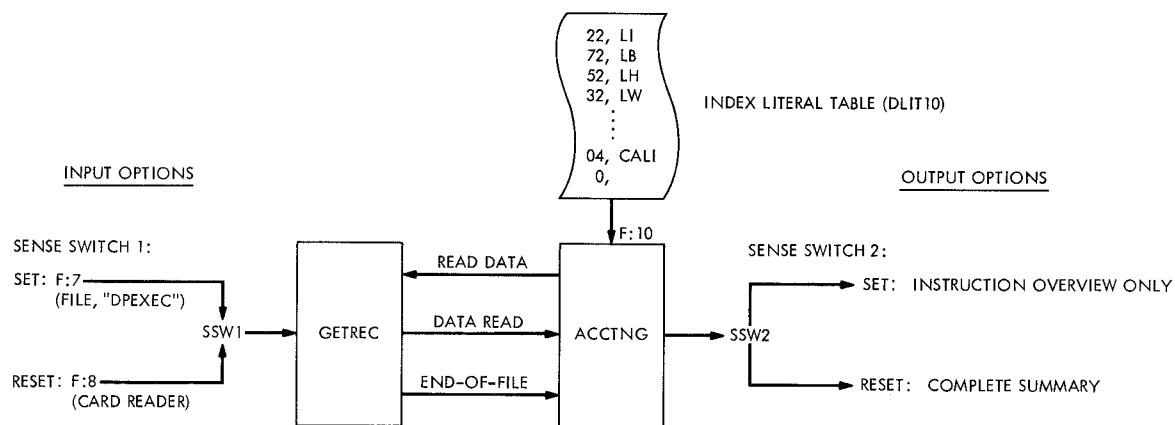 22, LI
72, LB
52, LH
32, LW
04, CALI
0,
INDEX LITERAL TABLE (DLIT10)
INPUT OPTIONS
OUTPUT OPTIONS
F:10
SENSE SWITCH 1:
SET: F:7
(FILE, "DPEXEC")
SSW1
RESET: F:8
(CARD READER)
GETREC
READ DATA
DATA READ
END-OF-FILE
ACCTNG
SENSE SWITCH 2:
SET: INSTRUCTION OVERVIEW ONLY
SSW2
RESET: COMPLETE SUMMARY